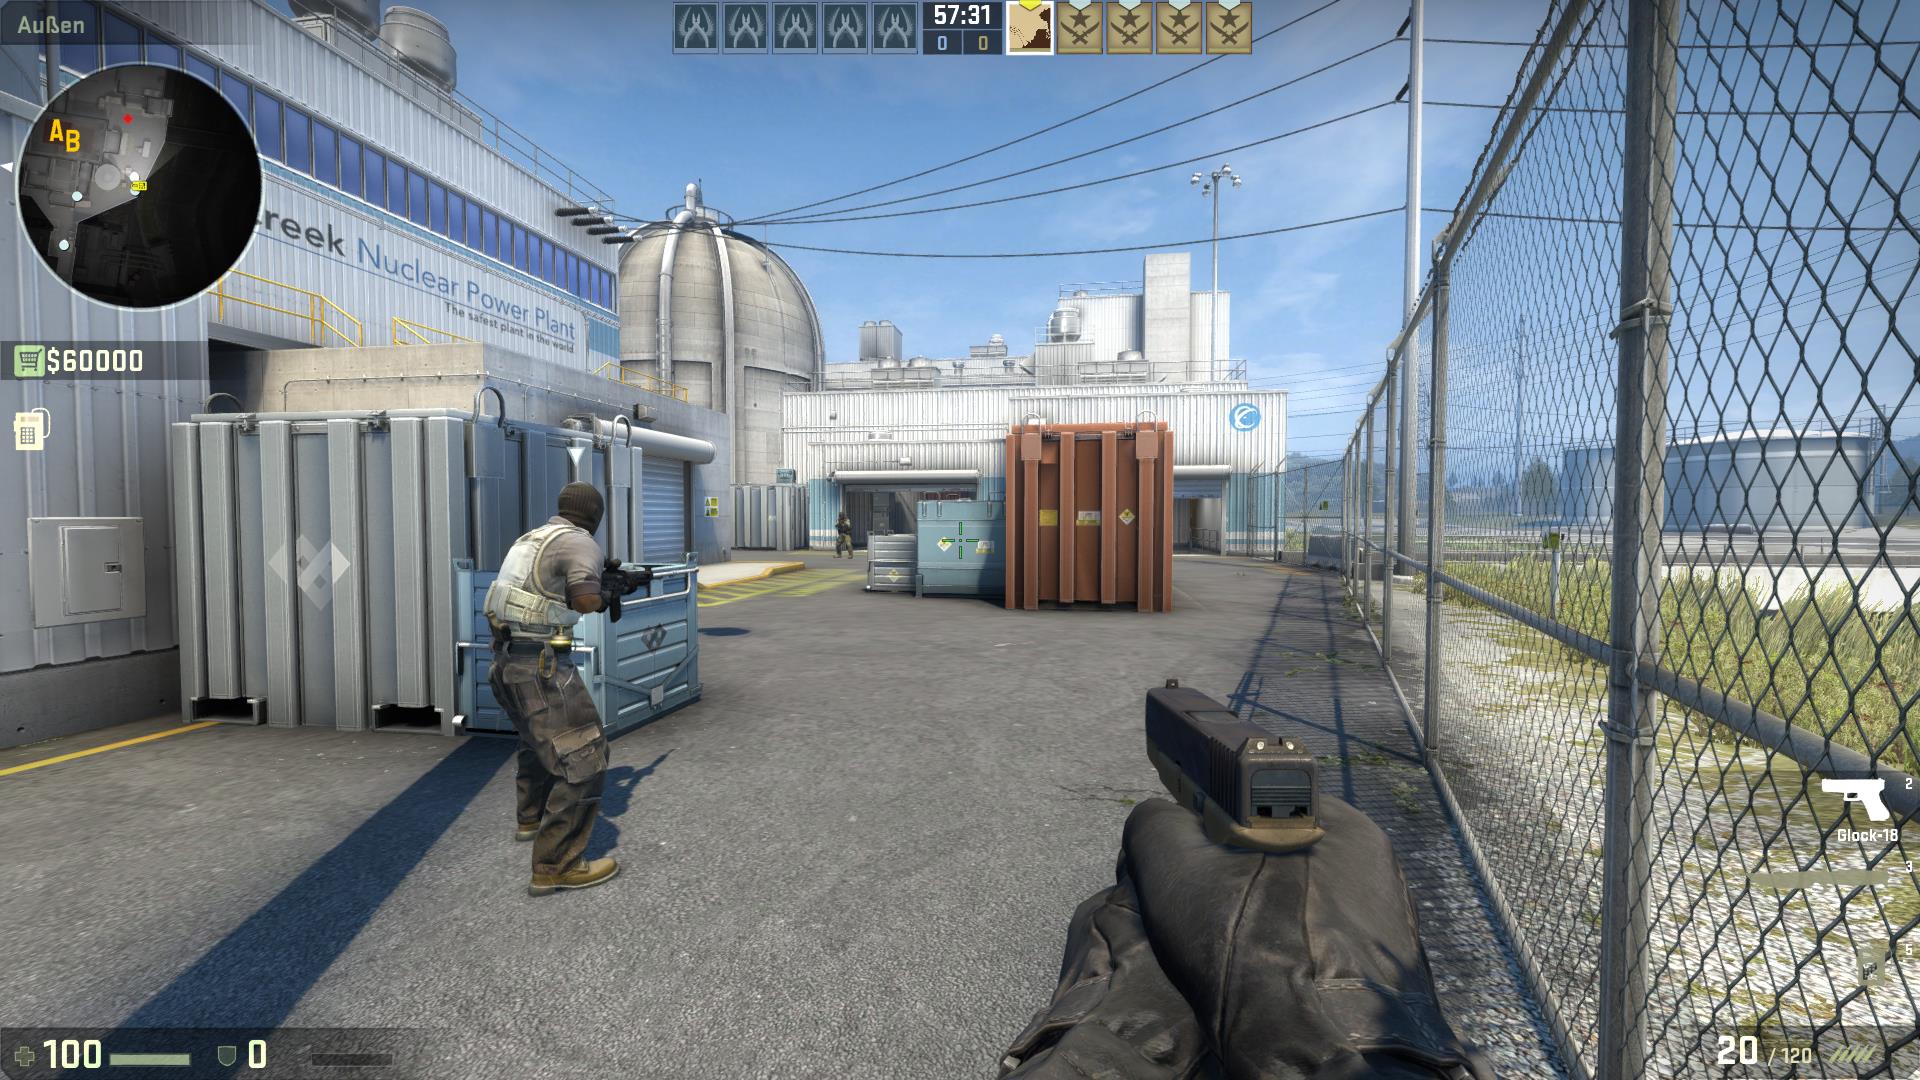 Außen
57:31
0 0
A
B
reek Nuclear Power Plant
The safest plant in the world
$60000
2
Glock-18
3
5
100
0
20 / 120